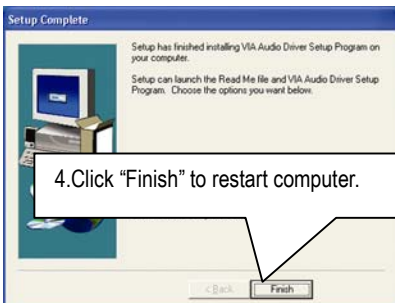 Setup Complete
Setup has finished installing VIA Audio Driver Setup Program on
your computer.
Setup can launch the Read Me file and VIA Audio Driver Setup
Program. Choose the options you want below.
4.Click “Finish” to restart computer.
< Back
Finish